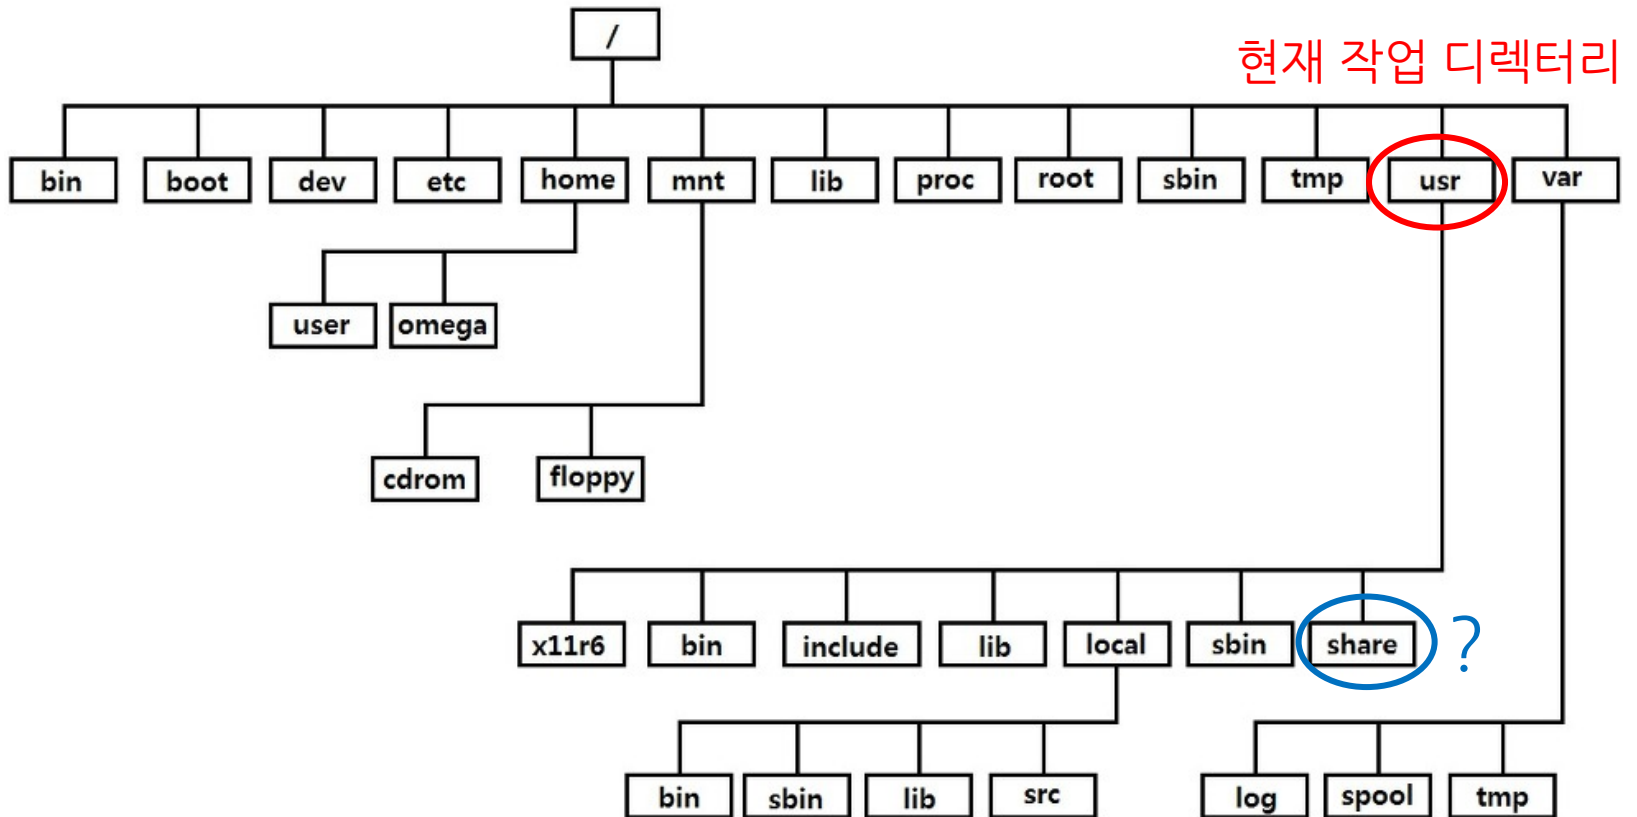 /
현재 작업 디렉터리
bin boot dev etc home mnt lib proc root sbin tmp usr var
user omega
cdrom floppy
x11r6 bin include lib local sbin share ?
bin sbin lib src log spool tmp